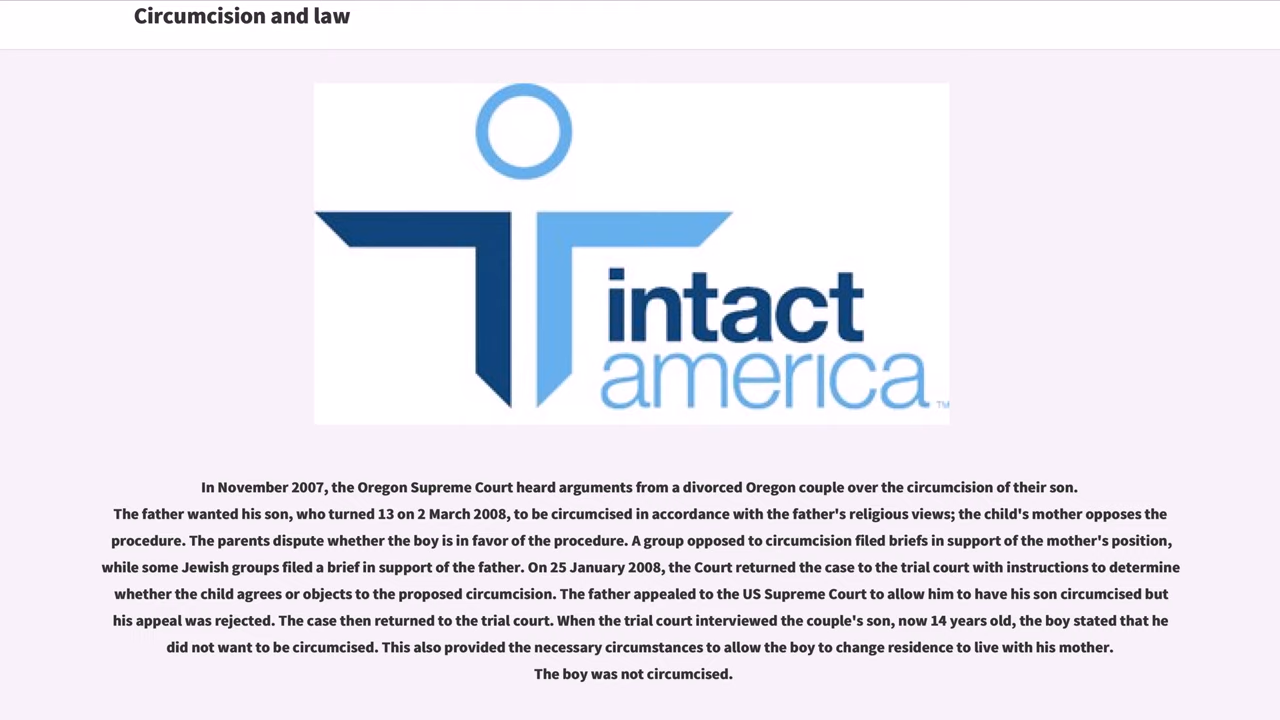 Circumcision and law
intact
america
TM
In November 2007, the Oregon Supreme Court heard arguments from a divorced Oregon couple over the circumcision of their son.
The father wanted his son, who turned 13 on 2 March 2008, to be circumcised in accordance with the father's religious views; the child's mother opposes the
procedure. The parents dispute whether the boy is in favor of the procedure. A group opposed to circumcision filed briefs in support of the mother's position,
while some Jewish groups filed a brief in support of the father. On 25 January 2008, the Court returned the case to the trial court with instructions to determine
whether the child agrees or objects to the proposed circumcision. The father appealed to the US Supreme Court to allow him to have his son circumcised but
his appeal was rejected. The case then returned to the trial court. When the trial court interviewed the couple's son, now 14 years old, the boy stated that he
did not want to be circumcised. This also provided the necessary circumstances to allow the boy to change residence to live with his mother.
The boy was not circumcised.